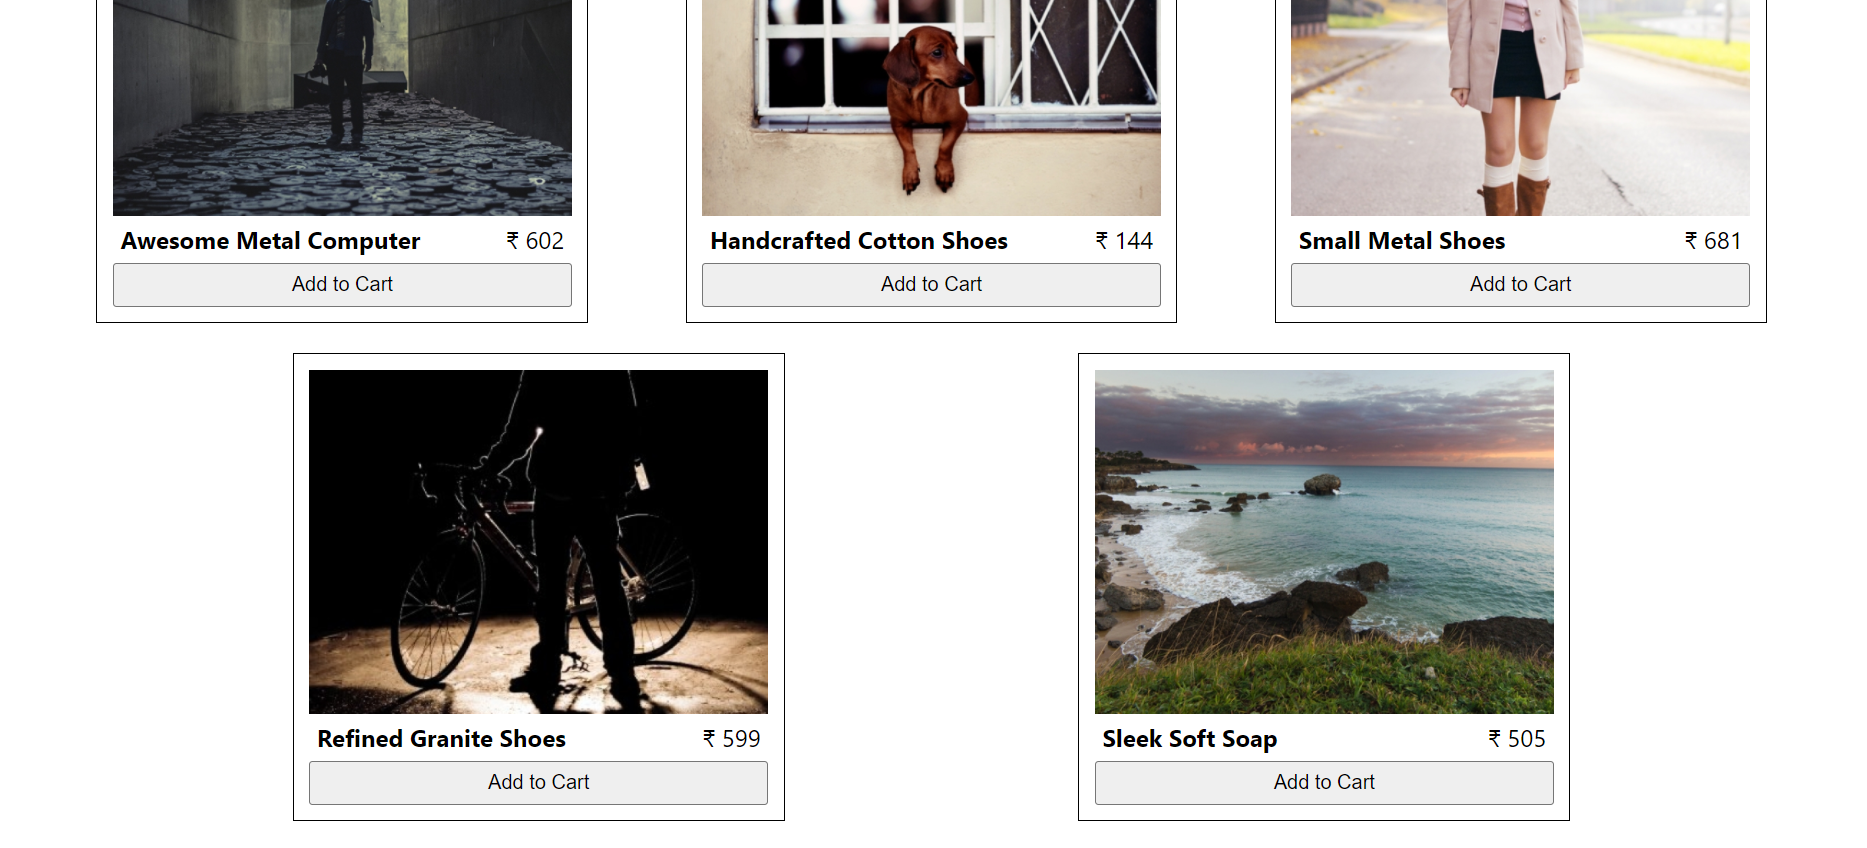 Awesome Metal Computer ₹ 602
Add to Cart
Handcrafted Cotton Shoes ₹ 144
Add to Cart
Small Metal Shoes ₹ 681
Add to Cart
Refined Granite Shoes ₹ 599
Add to Cart
Sleek Soft Soap ₹ 505
Add to Cart